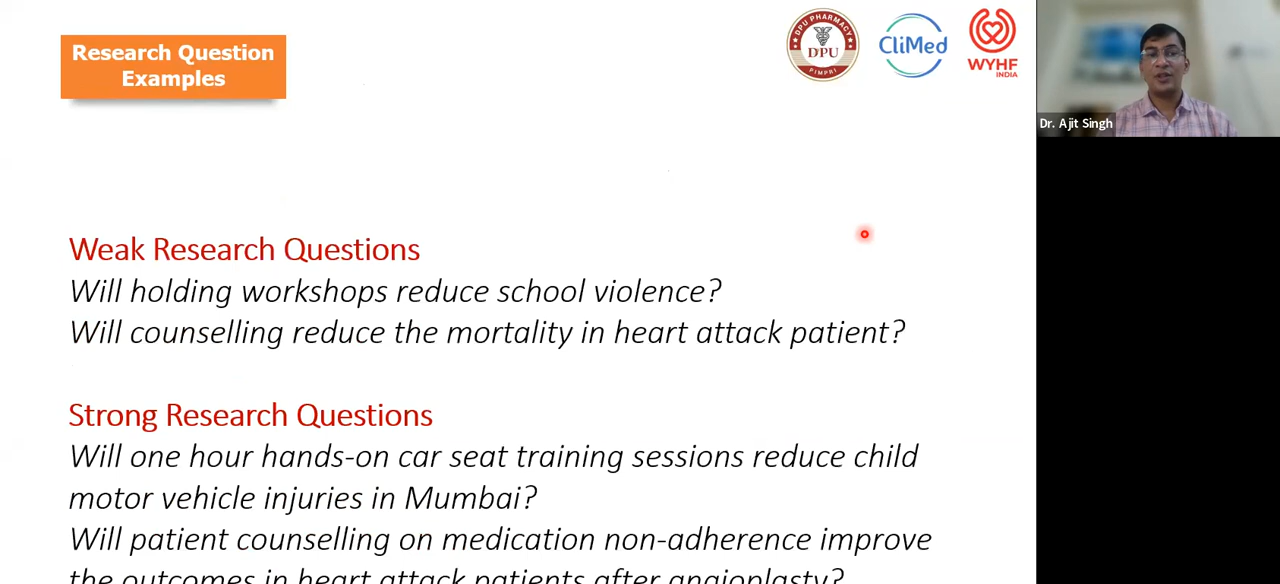 Research Question
Examples
DPU PHARMACY
DPU
PIMPRI
CliMed
WYHF
INDIA
Dr. Ajit Singh
Weak Research Questions
Will holding workshops reduce school violence?
Will counselling reduce the mortality in heart attack patient?
Strong Research Questions
Will one hour hands-on car seat training sessions reduce child
motor vehicle injuries in Mumbai?
Will patient counselling on medication non-adherence improve
the outcomes in heart attack patients after angioplasty?